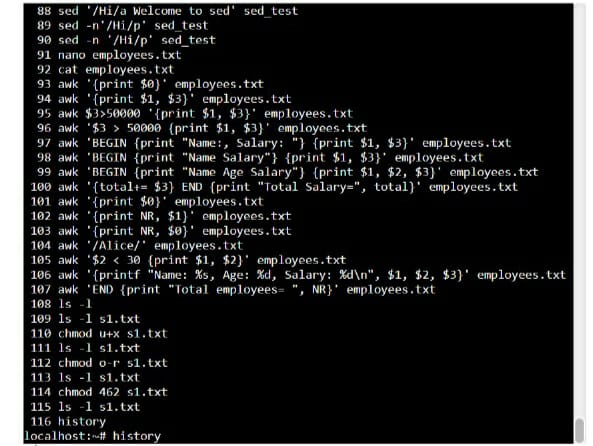 88 sed '/Hi/a Welcome to sed' sed_test
89 sed -n'/Hi/p' sed_test
90 sed -n '/Hi/p' sed_test
91 nano employees.txt
92 cat employees.txt
93 awk '{print $0}' employees.txt
94 awk '{print $1, $3}' employees.txt
95 awk $3>50000 '{print $1, $3}' employees.txt
96 awk '$3 > 50000 {print $1, $3}' employees.txt
97 awk 'BEGIN {print "Name:, Salary: "} {print $1, $3}' employees.txt
98 awk 'BEGIN {print "Name Salary"} {print $1, $3}' employees.txt
99 awk 'BEGIN {print "Name Age Salary"} {print $1, $2, $3}' employees.txt
100 awk '{total+= $3} END {print "Total Salary=", total}' employees.txt
101 awk '{print $0}' employees.txt
102 awk '{print NR, $1}' employees.txt
103 awk '{print NR, $0}' employees.txt
104 awk '/Alice/' employees.txt
105 awk '$2 < 30 {print $1, $2}' employees.txt
106 awk '{printf "Name: %s, Age: %d, Salary: %d\n", $1, $2, $3}' employees.txt
107 awk 'END {print "Total employees= ", NR}' employees.txt
108 ls -l
109 ls -l s1.txt
110 chmod u+x s1.txt
111 ls -l s1.txt
112 chmod o-r s1.txt
113 ls -l s1.txt
114 chmod 462 s1.txt
115 ls -l s1.txt
116 history
localhost:~# history